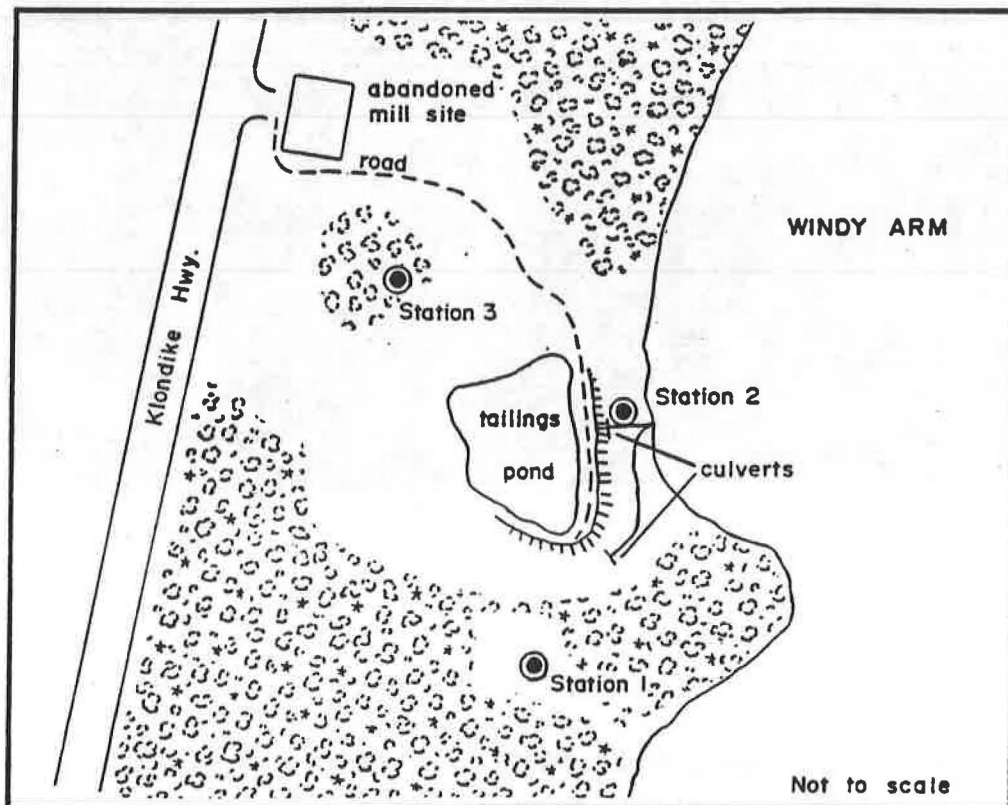 abandoned
mill site
road
WINDY ARM
Klondike Hwy.
Station 3
Station 2
tailings
pond
culverts
Station 1
Not to scale